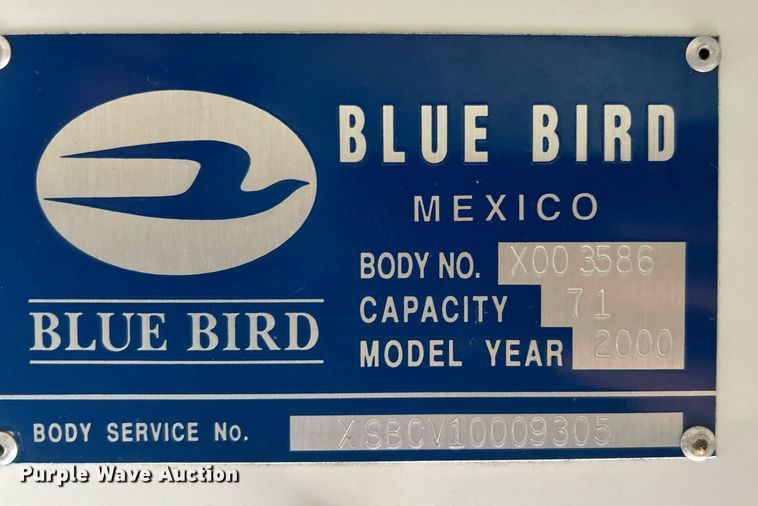 BLUE BIRD
MEXICO
BODY NO. X00 3586
CAPACITY 71
MODEL YEAR 2000
BLUE BIRD
BODY SERVICE No. XSBCV10009305
Purple Wave Auction